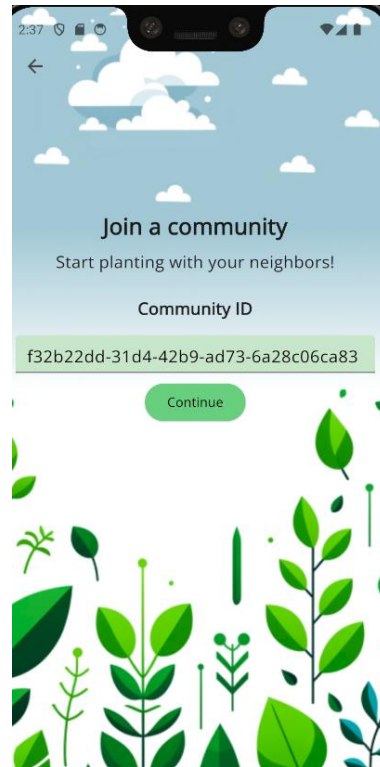 2:37
Join a community
Start planting with your neighbors!
Community ID
f32b22dd-31d4-42b9-ad73-6a28c06ca83
Continue